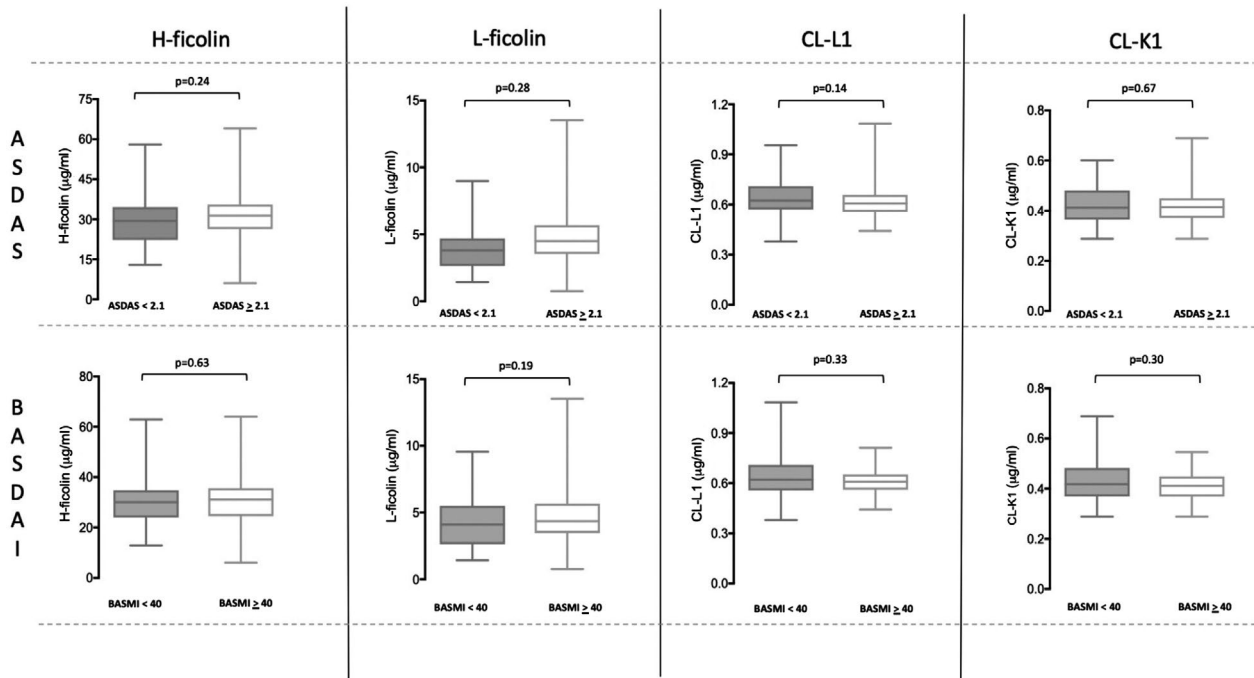 H-ficolin
L-ficolin
CL-L1
CL-K1
ASDAS
p=0.24
75
60
45
30
15
0
H-ficolin (µg/ml)
ASDAS < 2.1
ASDAS ≥ 2.1
p=0.28
15
10
5
0
L-ficolin (µg/ml)
ASDAS < 2.1
ASDAS ≥ 2.1
p=0.14
1.2
0.9
0.6
0.3
0.0
CL-L1 (µg/ml)
ASDAS < 2.1
ASDAS ≥ 2.1
p=0.67
0.8
0.6
0.4
0.2
0.0
CL-K1 (µg/ml)
ASDAS < 2.1
ASDAS ≥ 2.1
BASDAI
p=0.63
80
60
40
20
0
H-ficolin (µg/ml)
BASMI < 40
BASMI ≥ 40
p=0.19
15
10
5
0
L-ficolin (µg/ml)
BASMI < 40
BASMI ≥ 40
p=0.33
1.2
0.9
0.6
0.3
0.0
CL-L1 (µg/ml)
BASMI < 40
BASMI ≥ 40
p=0.30
0.8
0.6
0.4
0.2
0.0
CL-K1 (µg/ml)
BASMI < 40
BASMI ≥ 40